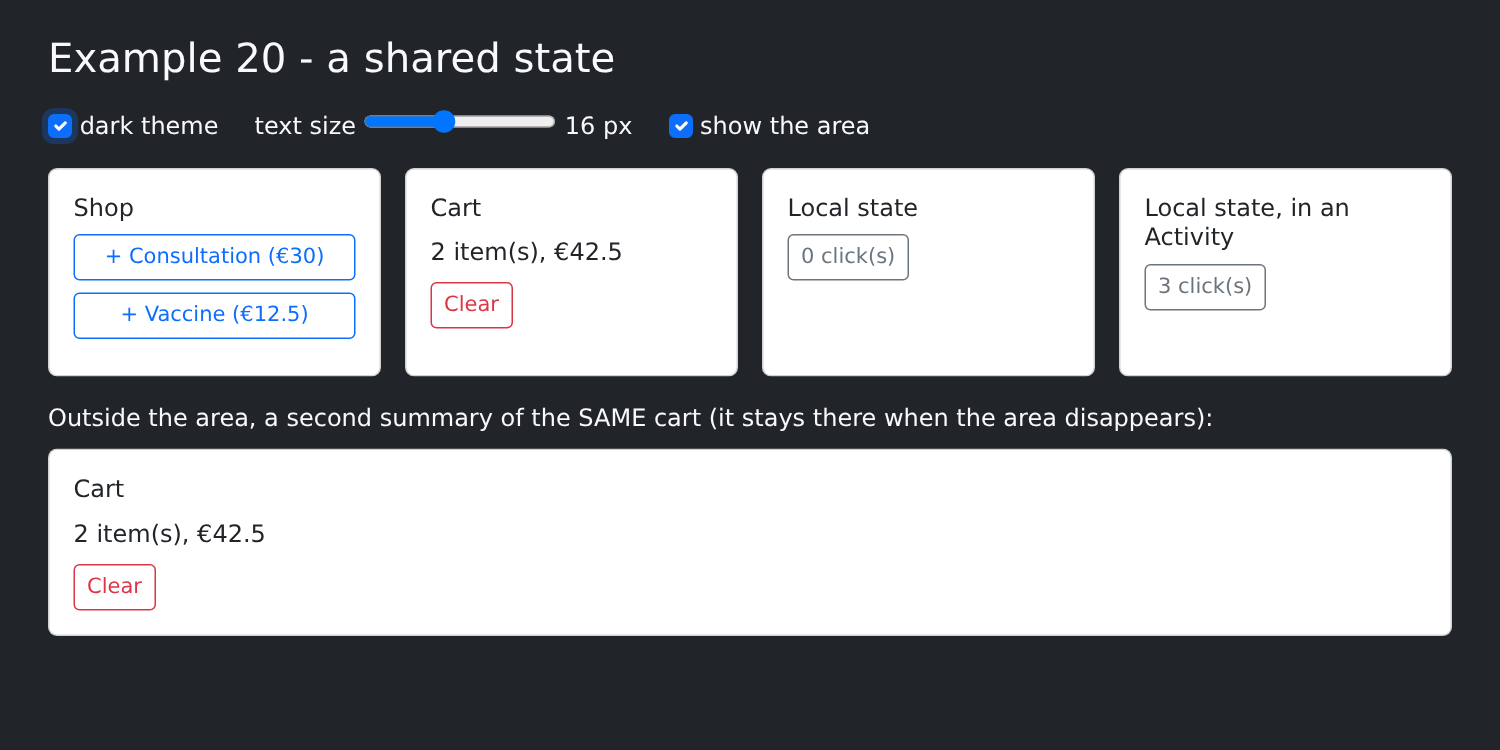 Example 20 - a shared state
dark theme text size 16 px show the area
Shop
+ Consultation (€30)
+ Vaccine (€12.5)
Cart
2 item(s), €42.5
Clear
Local state
0 click(s)
Local state, in an
Activity
3 click(s)
Outside the area, a second summary of the SAME cart (it stays there when the area disappears):
Cart
2 item(s), €42.5
Clear